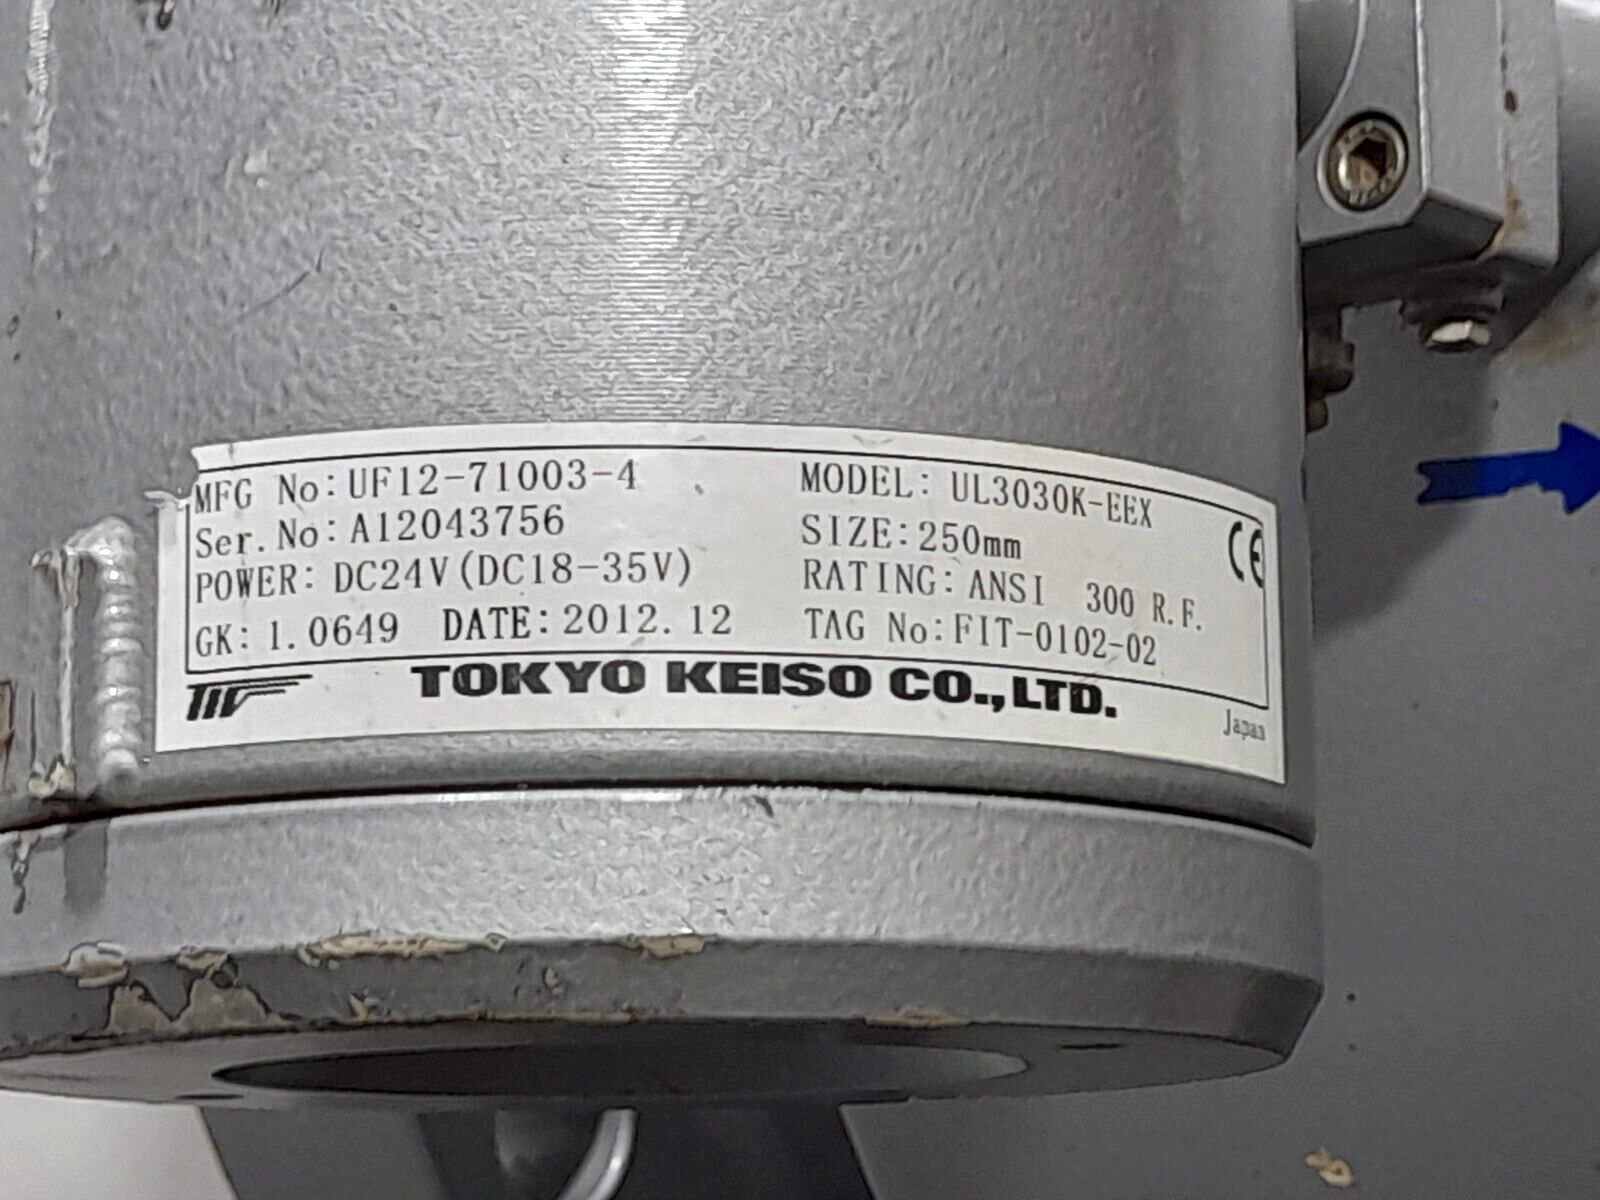 MFG No:UF12-71003-4 MODEL: UL3030K-EEX
Ser.No:A12043756 SIZE:250mm CE
POWER: DC24V(DC18-35V) RATING:ANSI 300 R.F.
GK:1.0649 DATE:2012.12 TAG No:FIT-0102-02
TOKYO KEISO CO.,LTD.
Japan